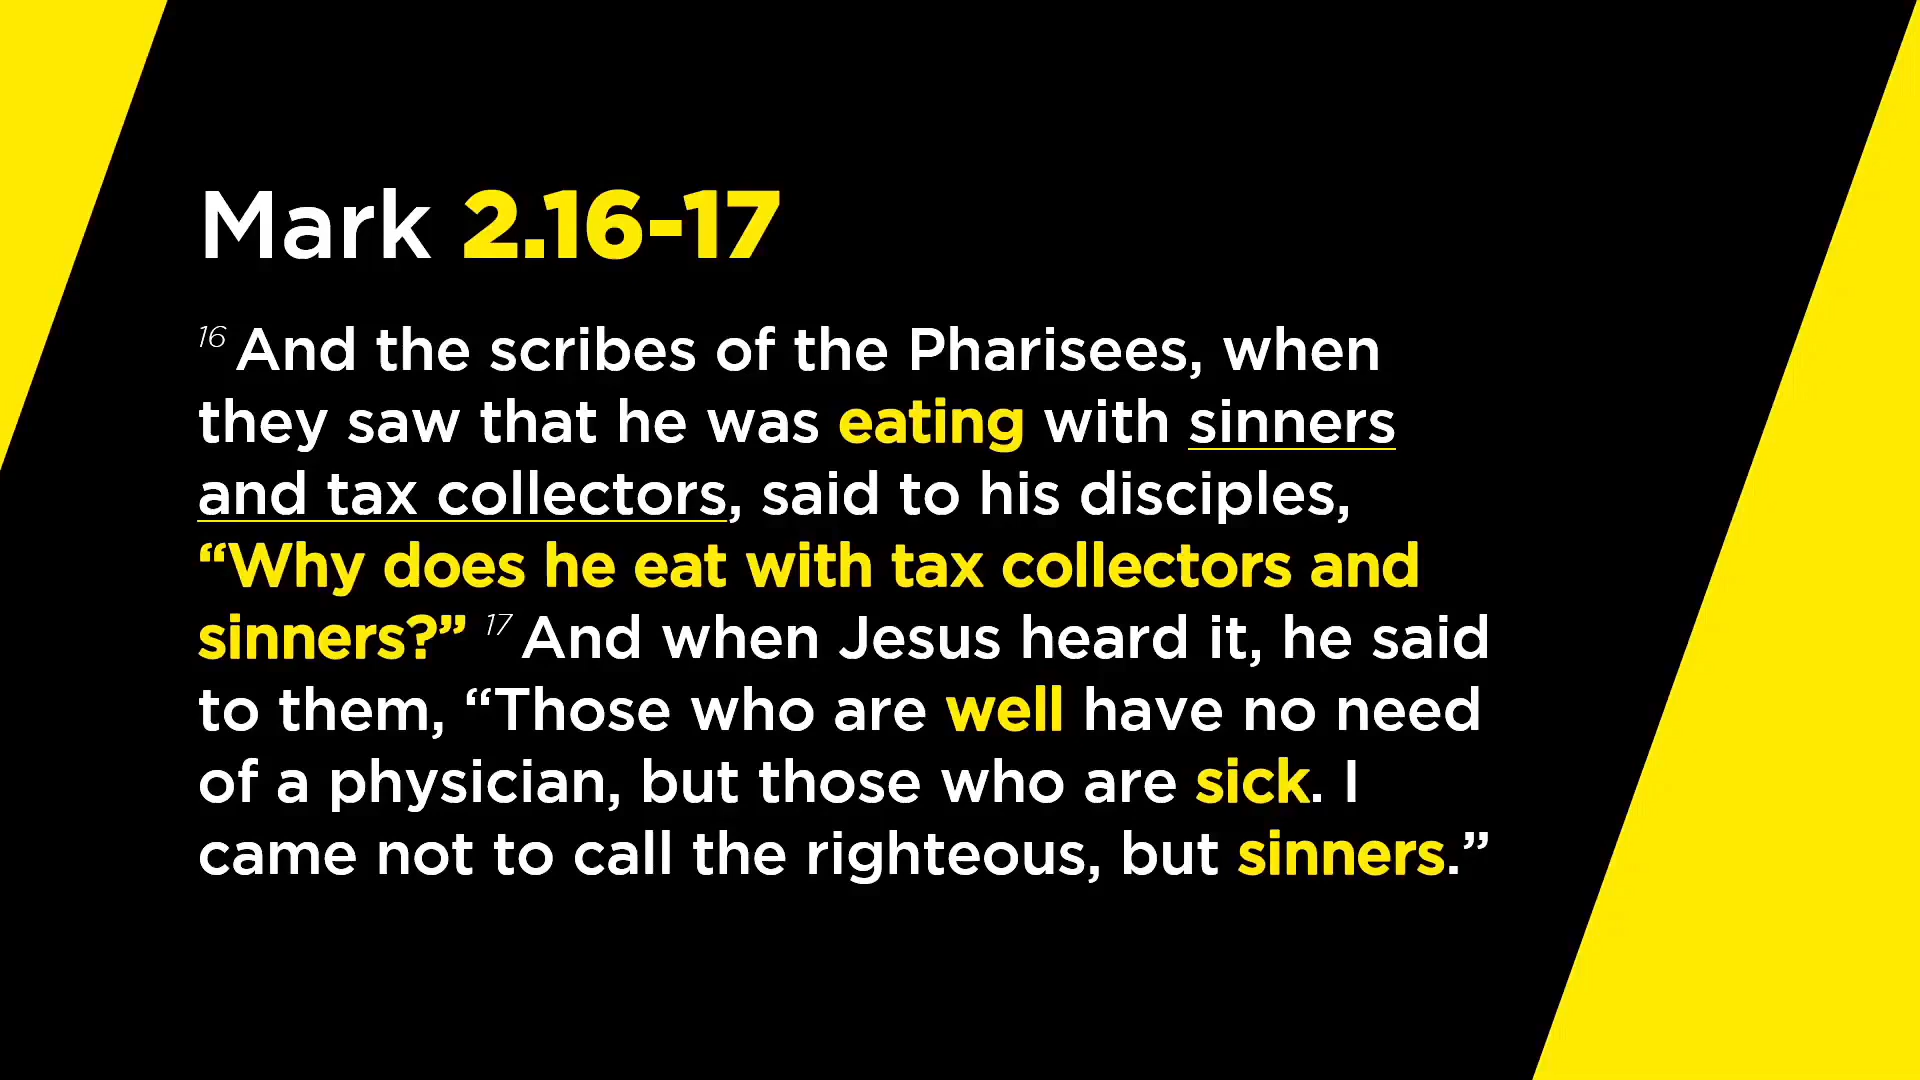 Mark 2.16-17
16 And the scribes of the Pharisees, when
they saw that he was eating with sinners
and tax collectors, said to his disciples,
“Why does he eat with tax collectors and
sinners?” 17 And when Jesus heard it, he said
to them, “Those who are well have no need
of a physician, but those who are sick. I
came not to call the righteous, but sinners.”